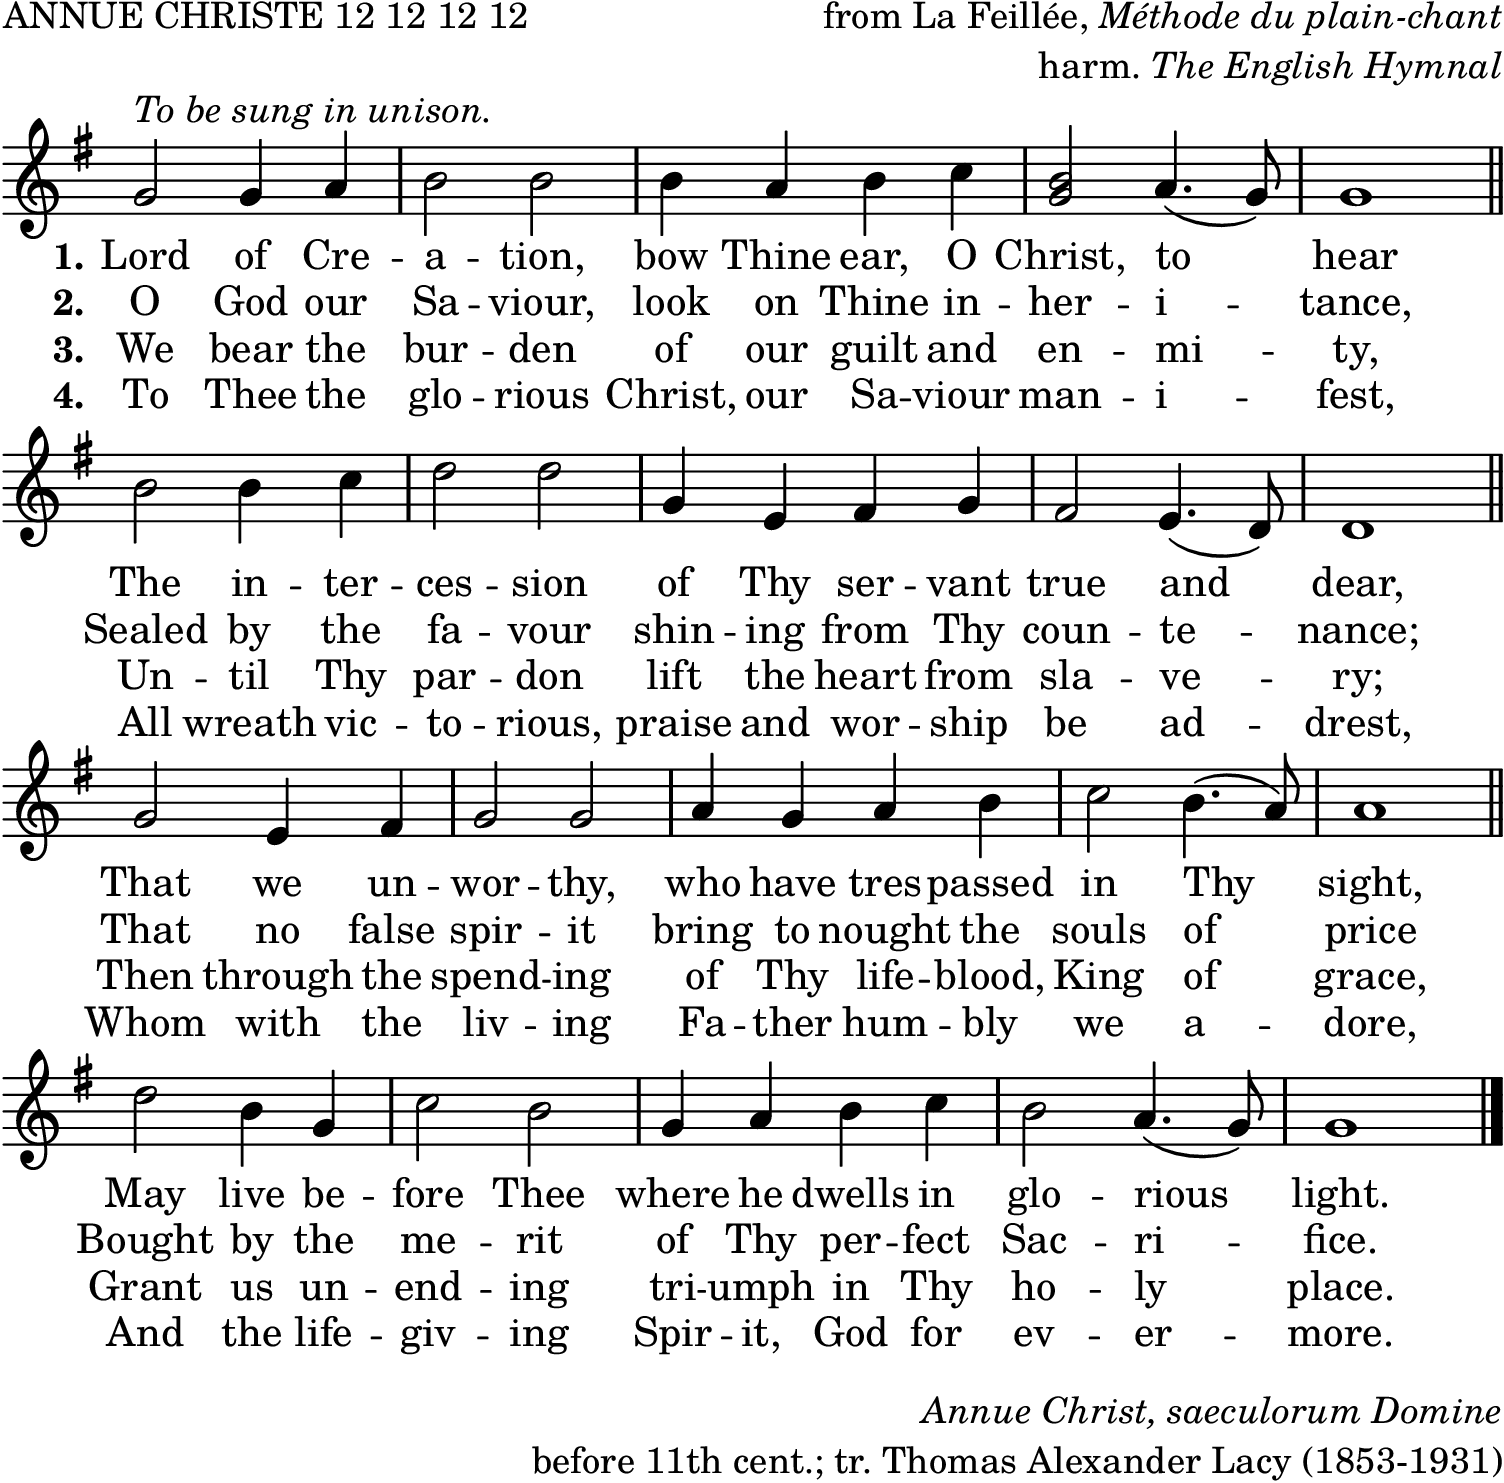 ANNUE CHRISTE 12 12 12 12
from La Feillée, Méthode du plain-chant
harm. The English Hymnal
To be sung in unison.
1. Lord of Cre - a - tion, bow Thine ear, O Christ, to hear
2. O God our Sa - viour, look on Thine in - her - i - tance,
3. We bear the bur - den of our guilt and en - mi - ty,
4. To Thee the glo - rious Christ, our Sa - viour man - i - fest,
The in - ter - ces - sion of Thy ser - vant true and dear,
Sealed by the fa - vour shin - ing from Thy coun - te - nance;
Un - til Thy par - don lift the heart from sla - ve - ry;
All wreath vic - to - rious, praise and wor - ship be ad - drest,
That we un - wor - thy, who have tres - passed in Thy sight,
That no false spir - it bring to nought the souls of price
Then through the spend - ing of Thy life - blood, King of grace,
Whom with the liv - ing Fa - ther hum - bly we a - dore,
May live be - fore Thee where he dwells in glo - rious light.
Bought by the me - rit of Thy per - fect Sac - ri - fice.
Grant us un - end - ing tri - umph in Thy ho - ly place.
And the life - giv - ing Spir - it, God for ev - er - more.
Annue Christ, saeculorum Domine
before 11th cent.; tr. Thomas Alexander Lacy (1853-1931)